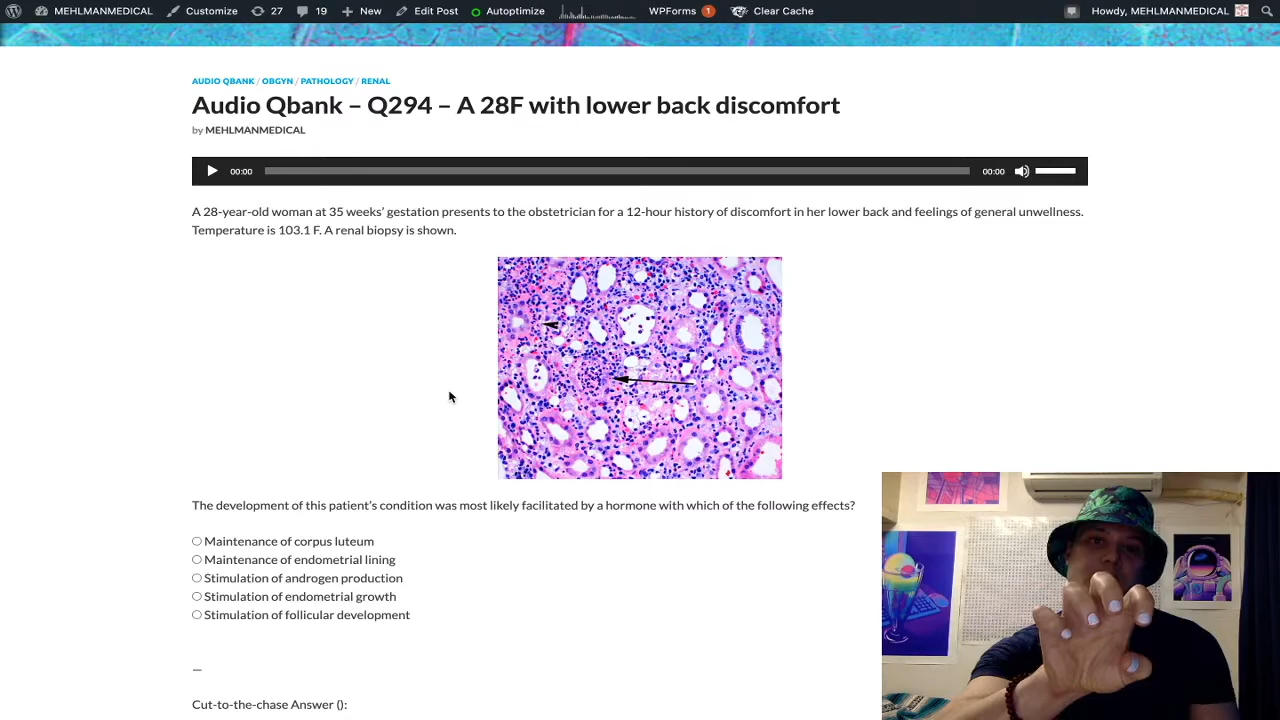 MEHLMANMEDICAL Customize 27 19 New Edit Post Autoptimize WPForms 1 Clear Cache Howdy, MEHLMANMEDICAL
AUDIO QBANK / OBGYN / PATHOLOGY / RENAL
Audio Qbank – Q294 – A 28F with lower back discomfort
by MEHLMANMEDICAL
00:00 00:00
A 28-year-old woman at 35 weeks’ gestation presents to the obstetrician for a 12-hour history of discomfort in her lower back and feelings of general unwellness.
Temperature is 103.1 F. A renal biopsy is shown.
The development of this patient’s condition was most likely facilitated by a hormone with which of the following effects?
Maintenance of corpus luteum
Maintenance of endometrial lining
Stimulation of androgen production
Stimulation of endometrial growth
Stimulation of follicular development
—
Cut-to-the-chase Answer ():